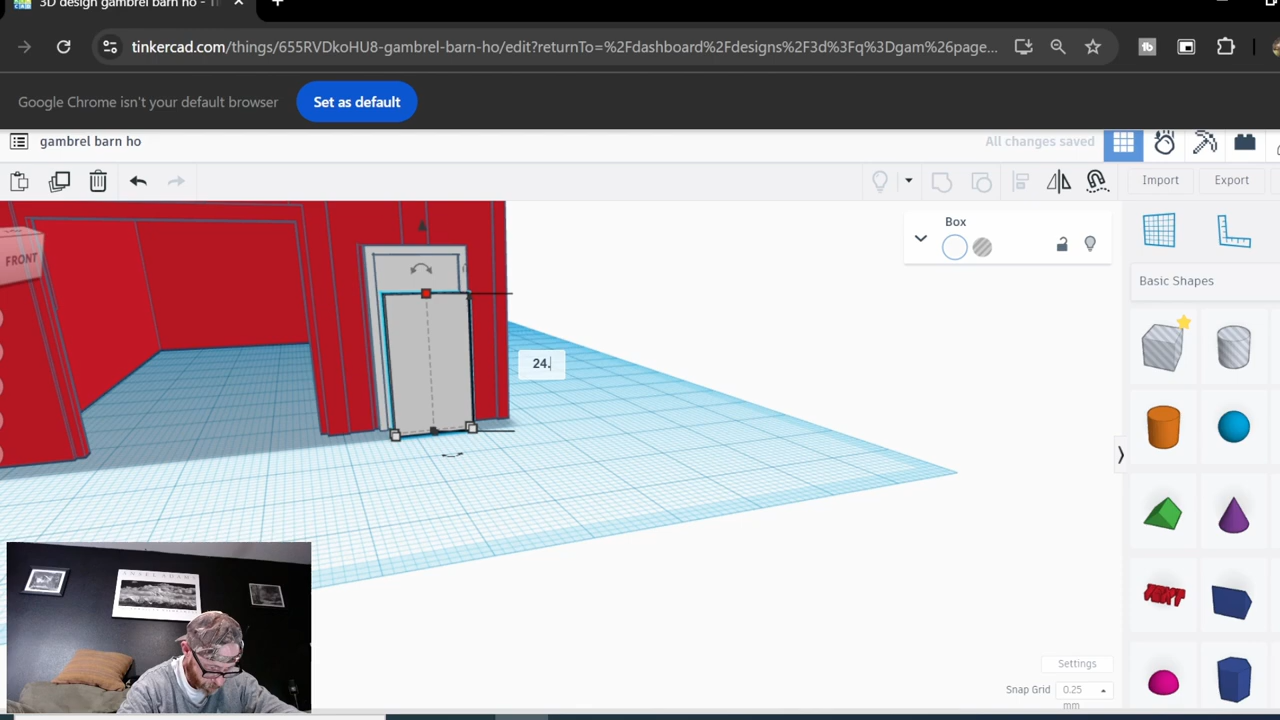 3D design gambrel barn ho - Ti
tinkercad.com/things/655RVDkoHU8-gambrel-barn-ho/edit?returnTo=%2Fdashboard%2Fdesigns%2F3d%3Fq%3Dgam%26page...
Google Chrome isn't your default browser
Set as default
gambrel barn ho
All changes saved
Import
Export
Box
FRONT
Basic Shapes
24.
TEXT
Settings
Snap Grid
0.25
mm